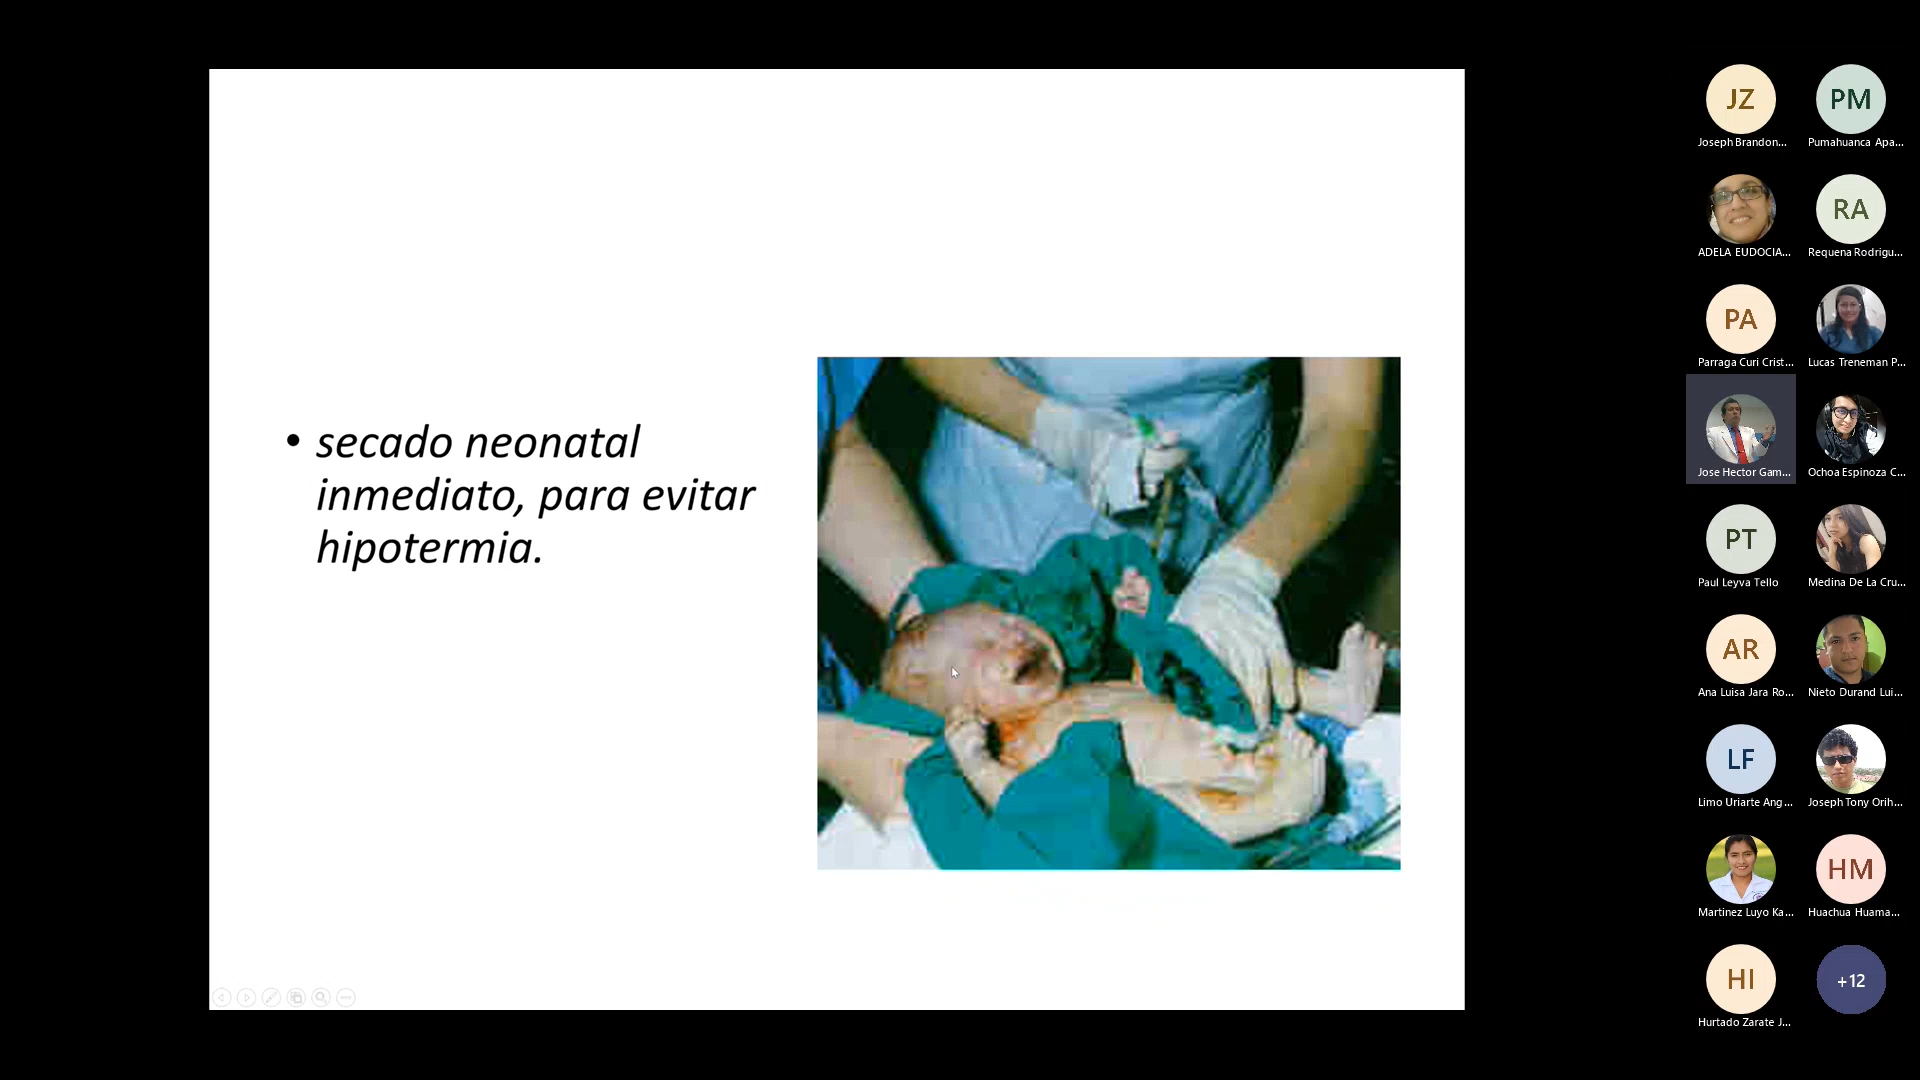 • secado neonatal
inmediato, para evitar
hipotermia.
JZ
Joseph Brandon...
PM
Pumahuanca Apa...
ADELA EUDOCIA...
RA
Requena Rodrigu...
PA
Parraga Curi Crist...
Lucas Treneman P...
Jose Hector Gam...
Ochoa Espinoza C...
PT
Paul Leyva Tello
Medina De La Cru...
AR
Ana Luisa Jara Ro...
Nieto Durand Lui...
LF
Limo Uriarte Ang...
Joseph Tony Orih...
Martinez Luyo Ka...
HM
Huachua Huama...
HI
Hurtado Zarate J...
+12